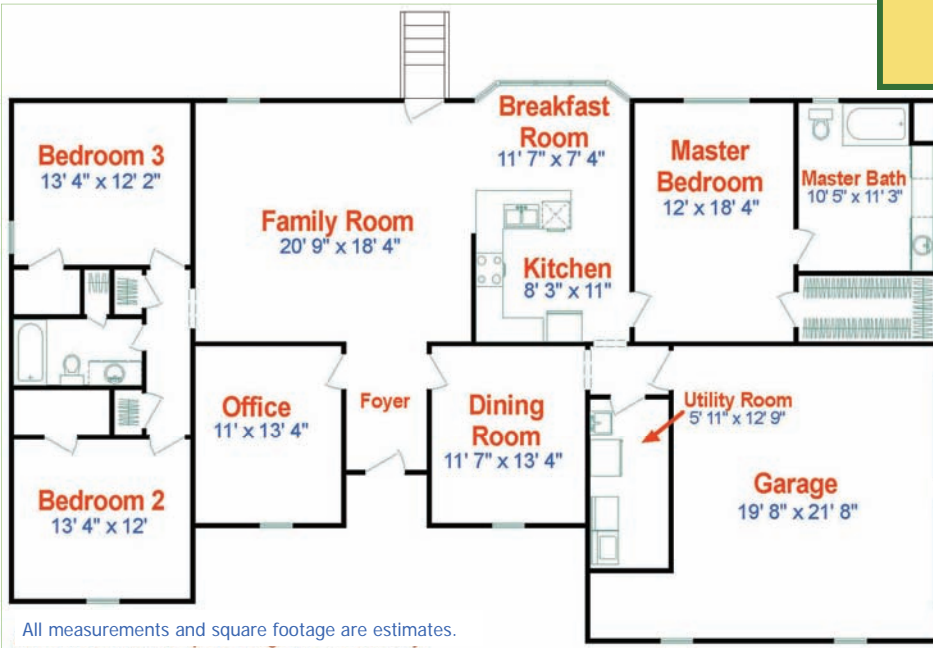 Bedroom 3
13' 4" x 12' 2"
Family Room
20' 9" x 18' 4"
Breakfast
Room
11' 7" x 7' 4"
Kitchen
8' 3" x 11"
Master
Bedroom
12' x 18' 4"
Master Bath
10' 5" x 11' 3"
Office
11' x 13' 4"
Foyer
Dining
Room
11' 7" x 13' 4"
Utility Room
5' 11" x 12' 9"
Garage
19' 8" x 21' 8"
Bedroom 2
13' 4" x 12'
All measurements and square footage are estimates.